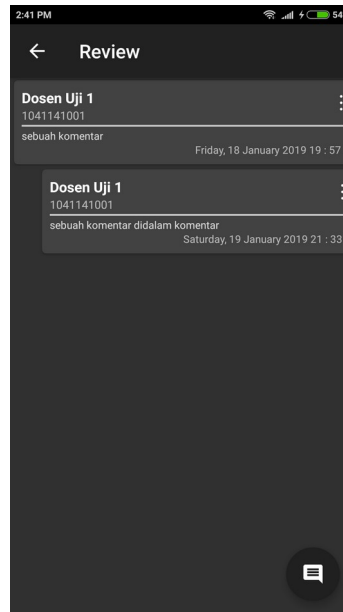 2:41 PM 54
Review
Dosen Uji 1
1041141001
sebuah komentar
Friday, 18 January 2019 19 : 57
Dosen Uji 1
1041141001
sebuah komentar didalam komentar
Saturday, 19 January 2019 21 : 33